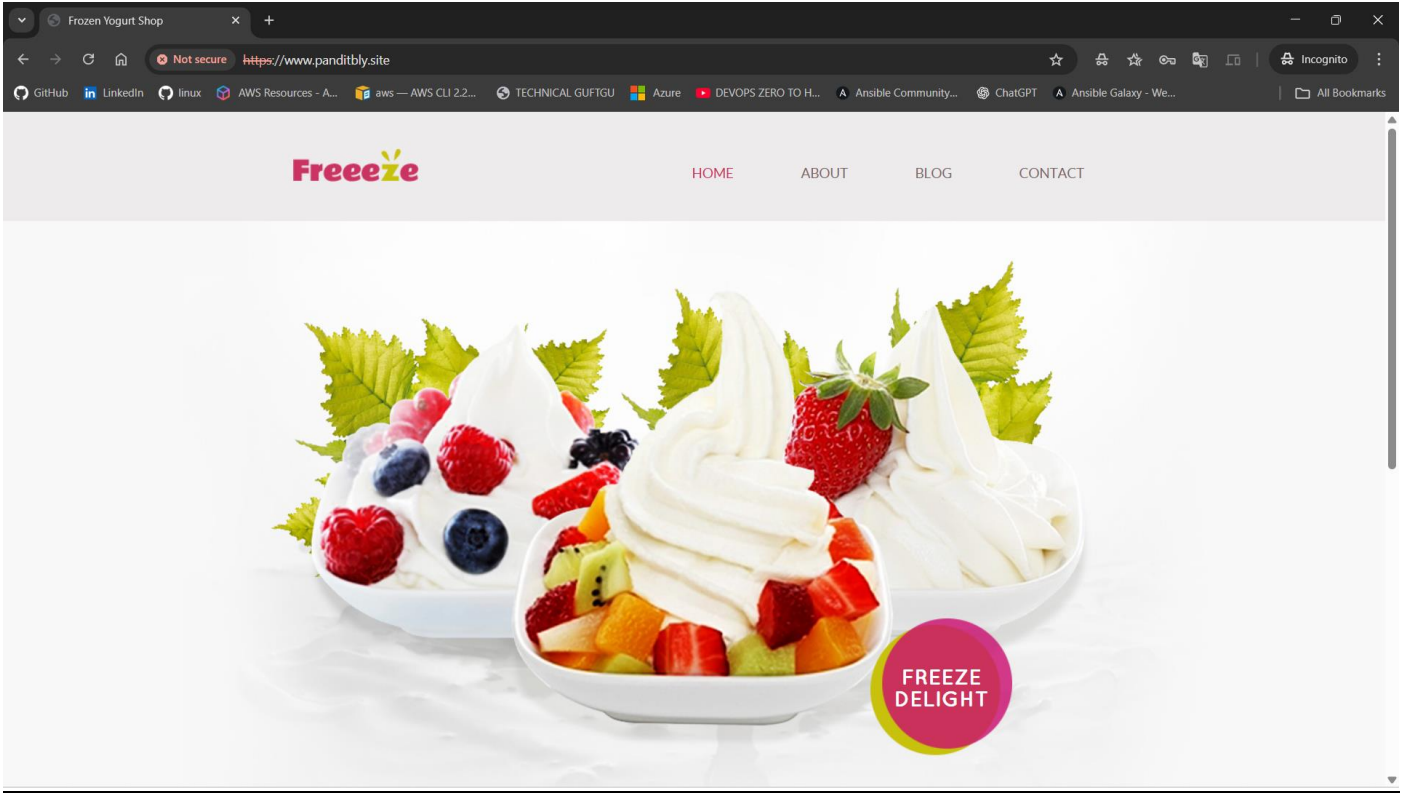 Frozen Yogurt Shop
Not secure https://www.panditbly.site
Incognito
GitHub LinkedIn linux AWS Resources - A... aws — AWS CLI 2.2... TECHNICAL GUFTGU Azure DEVOPS ZERO TO H... Ansible Community... ChatGPT Ansible Galaxy - We... All Bookmarks
Freeeze HOME ABOUT BLOG CONTACT
FREEZE
DELIGHT